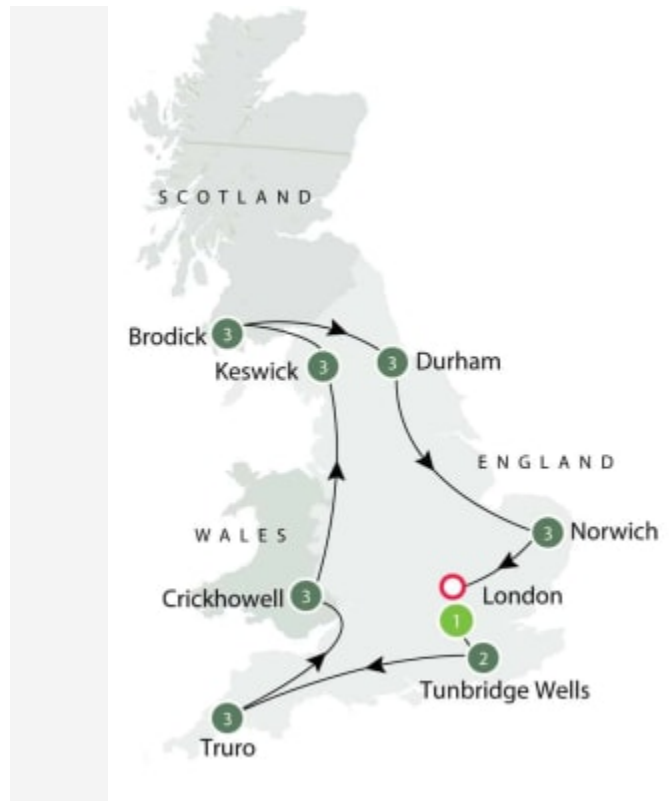 SCOTLAND
Brodick 3
3 Durham
Keswick 3
ENGLAND
3 Norwich
WALES
Crickhowell 3
London
1
2
Tunbridge Wells
3
Truro